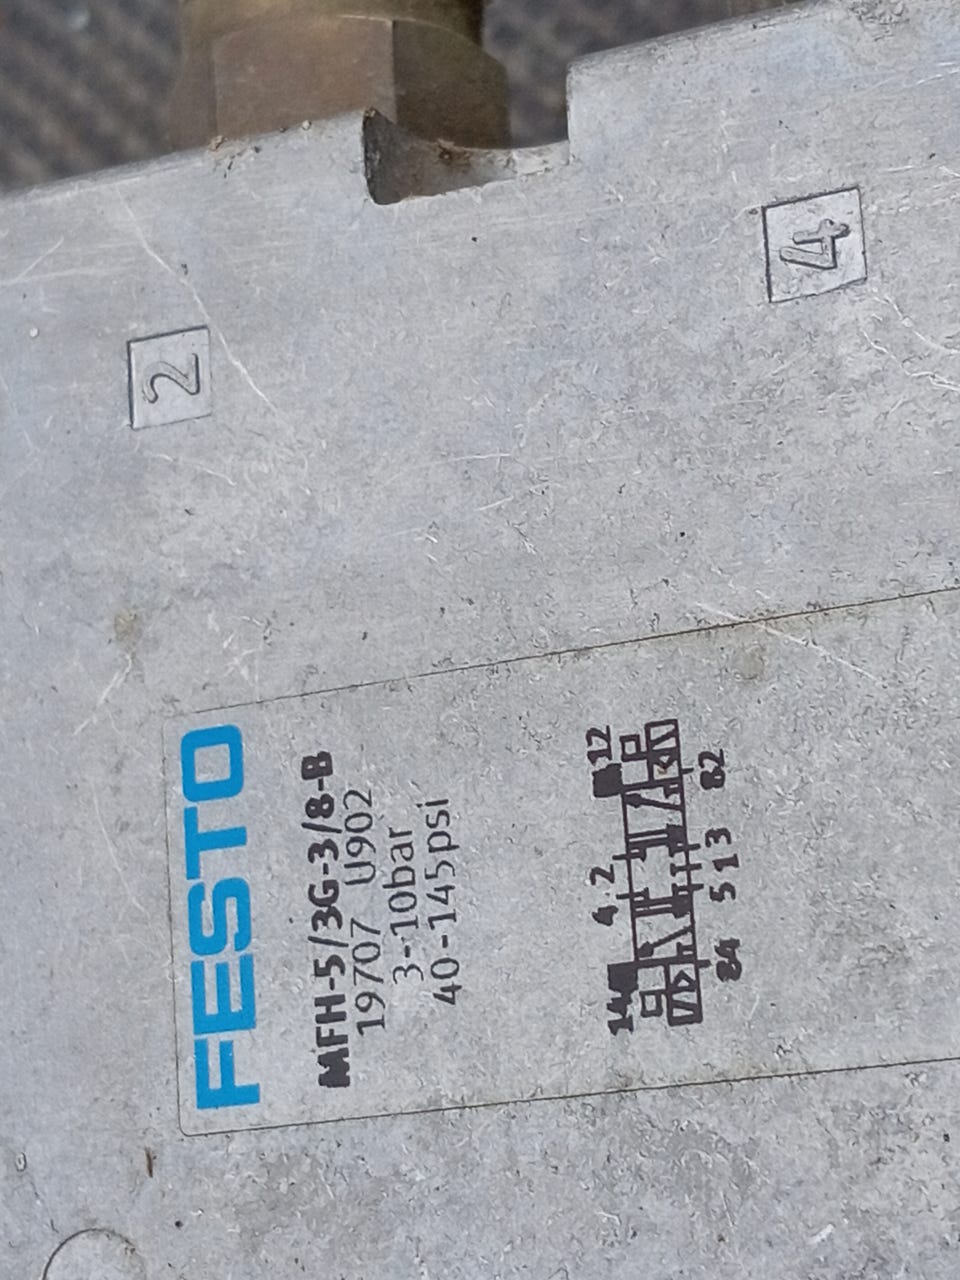 2
4
FESTO
MFH-5/3G-3/8-B
19707 U902
3-10bar
40-145psi
14 4 2 12
84 5 1 3 82